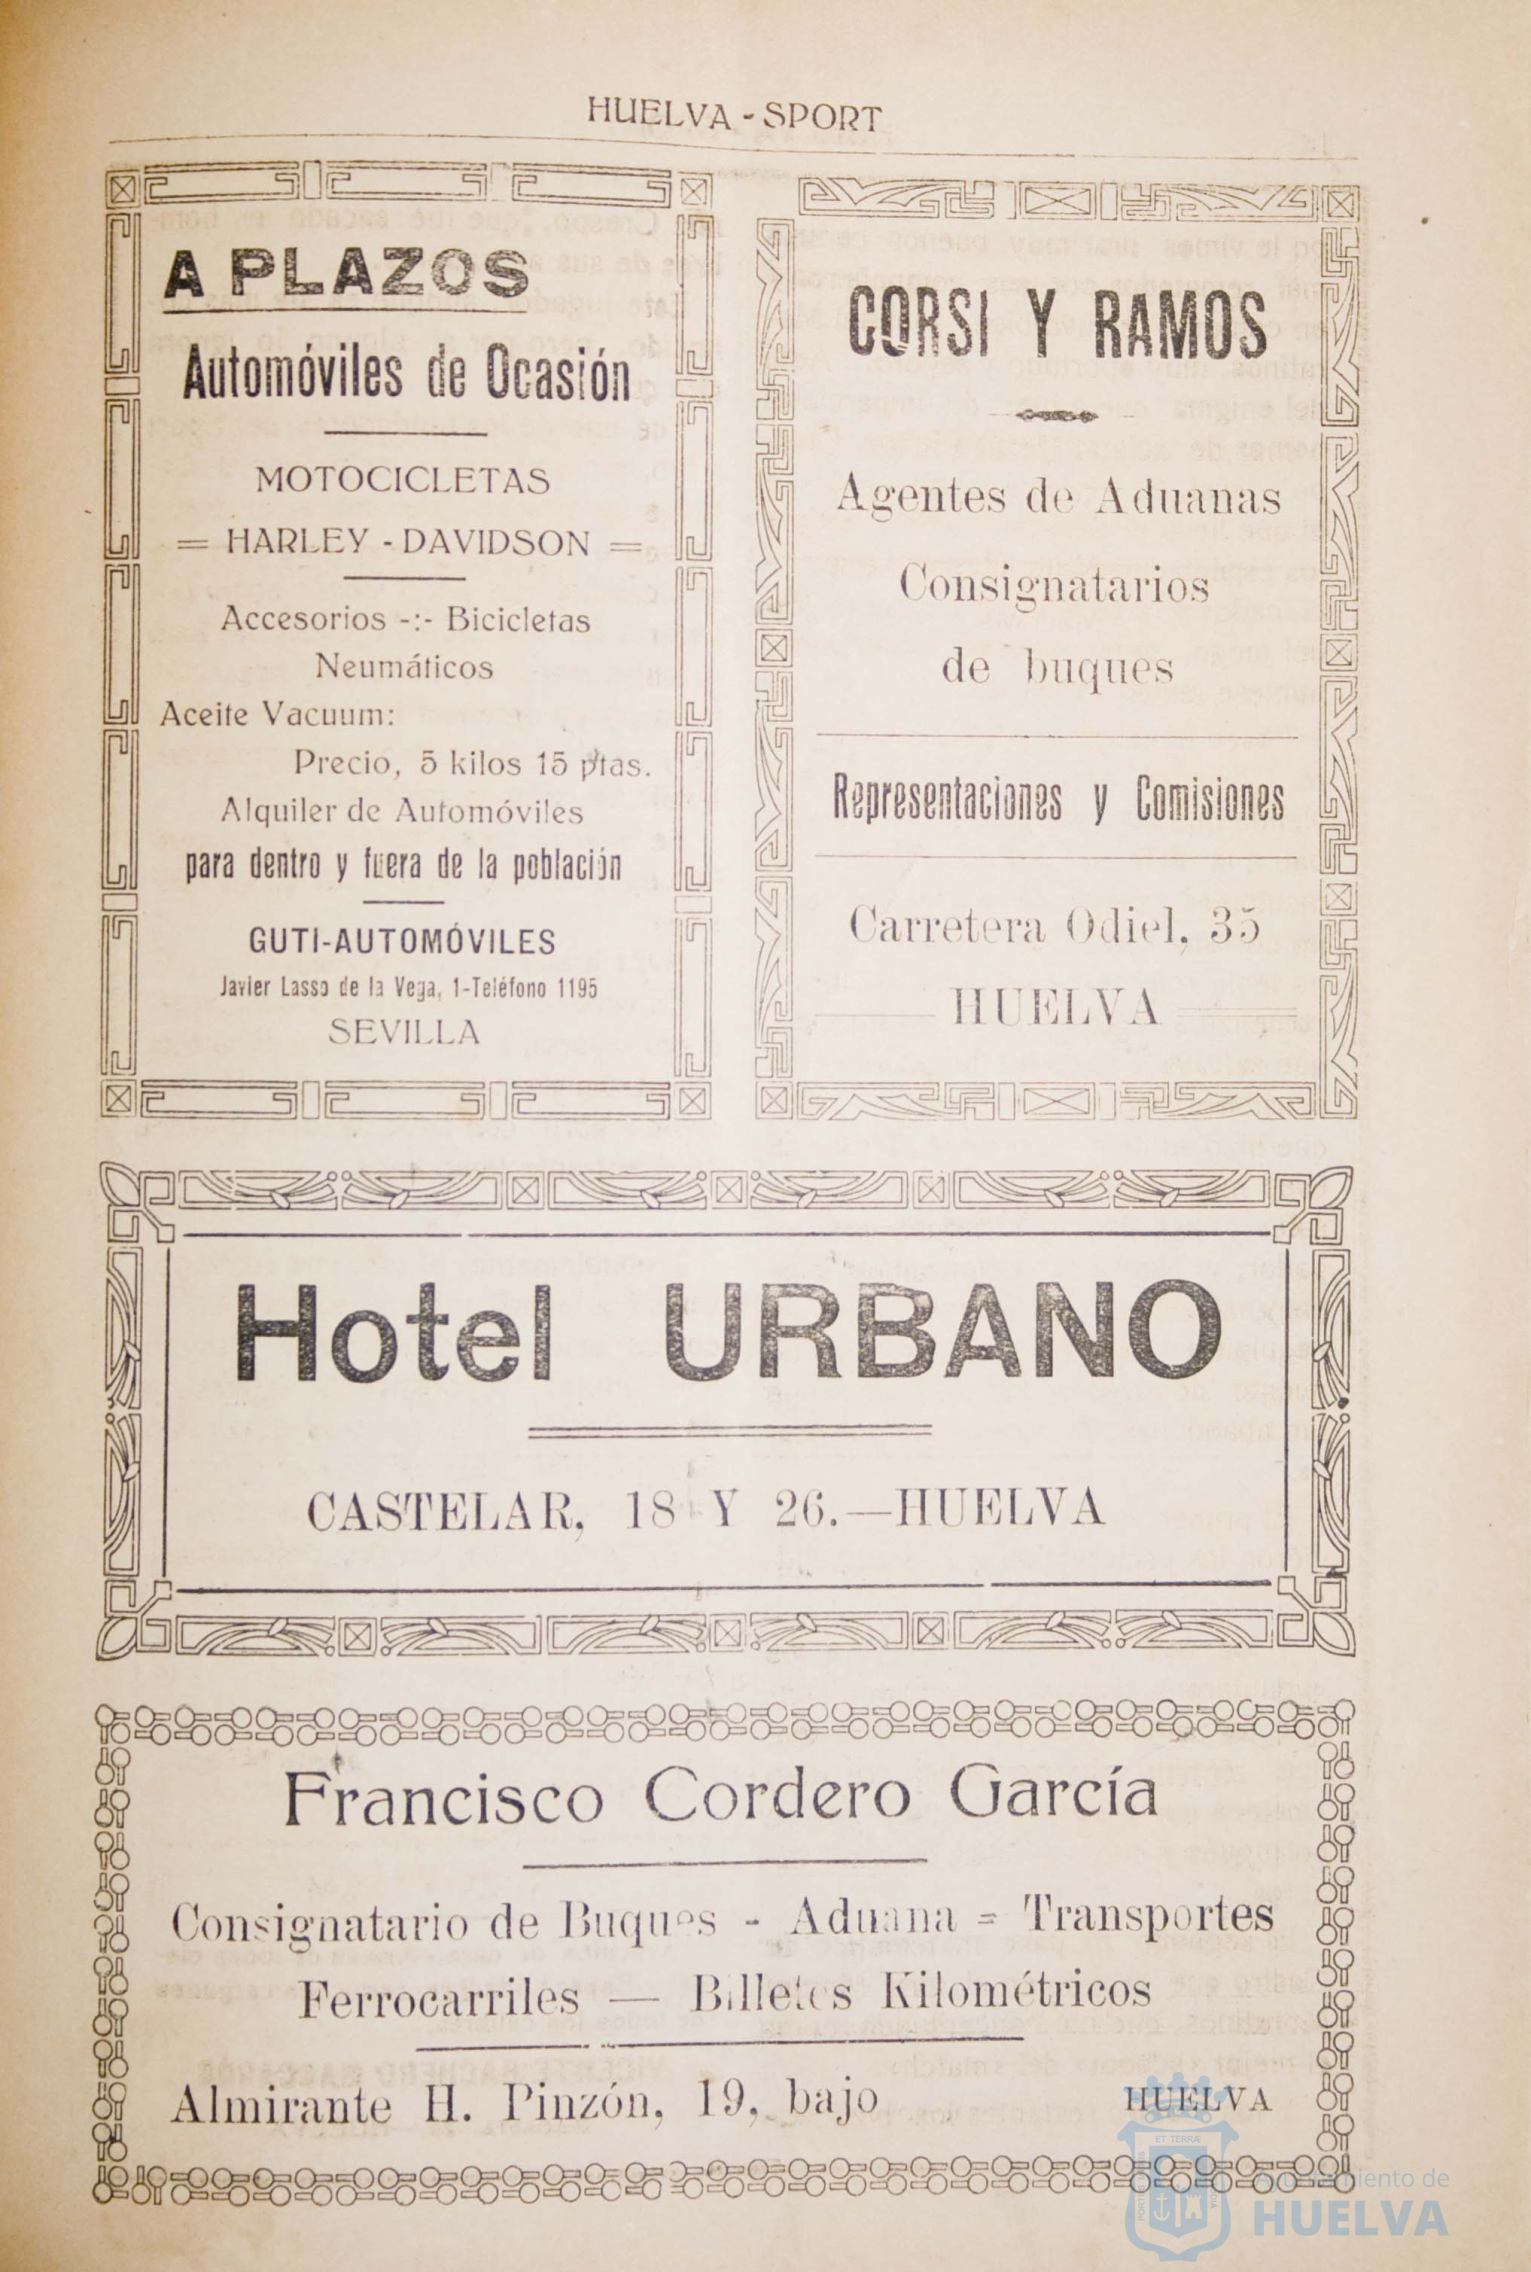 HUELVA - SPORT
A PLAZOS
Automóviles de Ocasión
MOTOCICLETAS
= HARLEY - DAVIDSON =
Accesorios -:- Bicicletas
Neumáticos
Aceite Vacuum:
Precio, 5 kilos 15 ptas.
Alquiler de Automóviles
para dentro y fuera de la población
GUTI-AUTOMÓVILES
Javier Lasso de la Vega, 1-Teléfono 1195
SEVILLA
CORSI Y RAMOS
Agentes de Aduanas
Consignatarios
de buques
Representaciones y Comisiones
Carretera Odiel, 35
HUELVA
Hotel URBANO
CASTELAR, 18 Y 26.—HUELVA
Francisco Cordero García
Consignatario de Buques - Aduana = Transportes
Ferrocarriles — Billetes Kilométricos
Almirante H. Pinzón, 19, bajo HUELVA
ET TERRÆ
Ayuntamiento de
HUELVA